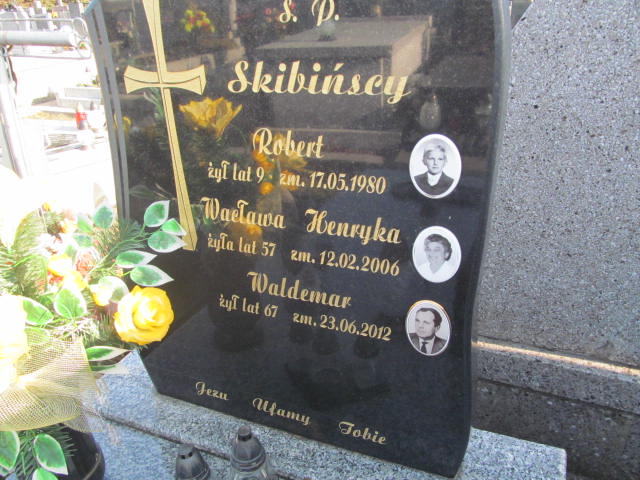 Ś. P.
Skibińscy
Robert
żył lat 9 zm. 17.05.1980
Wacława Henryka
żyła lat 57 zm. 12.02.2006
Waldemar
żył lat 67 zm. 23.06.2012
Jezu Ufamy Tobie